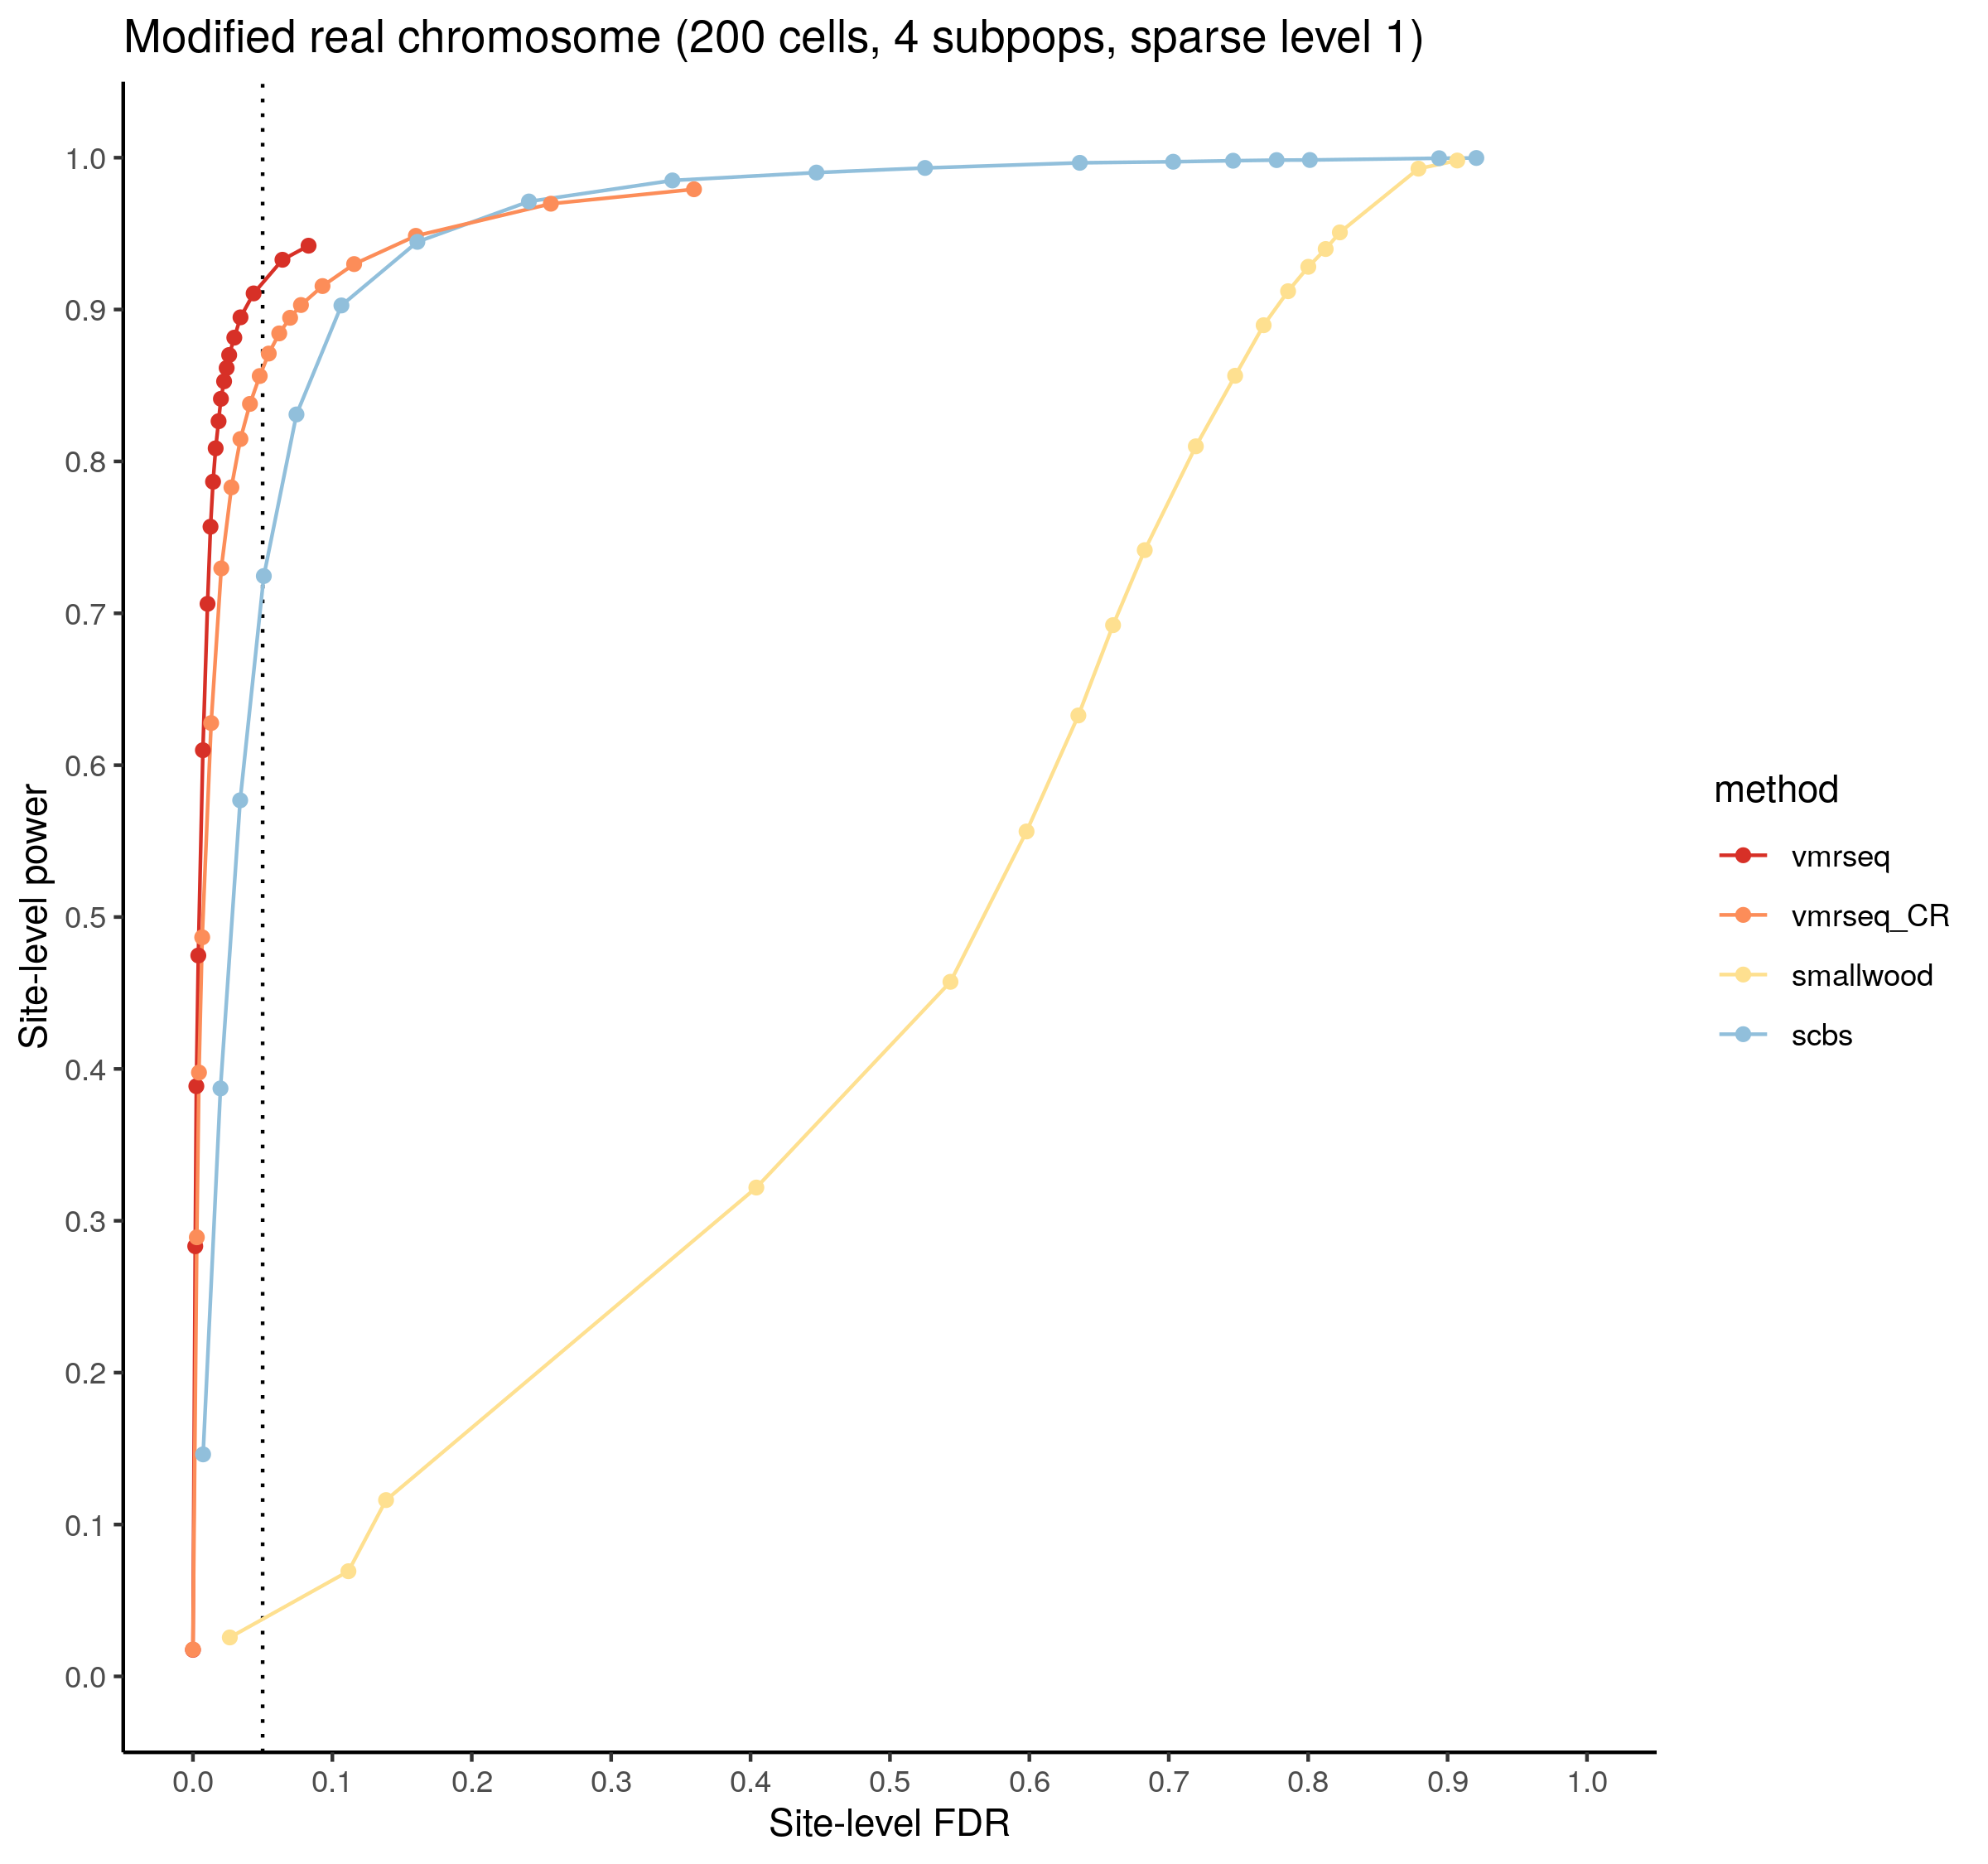 Modified real chromosome (200 cells, 4 subpops, sparse level 1)
Site-level power
1.0
0.9
0.8
0.7
0.6
0.5
0.4
0.3
0.2
0.1
0.0
0.0 0.1 0.2 0.3 0.4 0.5 0.6 0.7 0.8 0.9 1.0
Site-level FDR
method
vmrseq
vmrseq_CR
smallwood
scbs